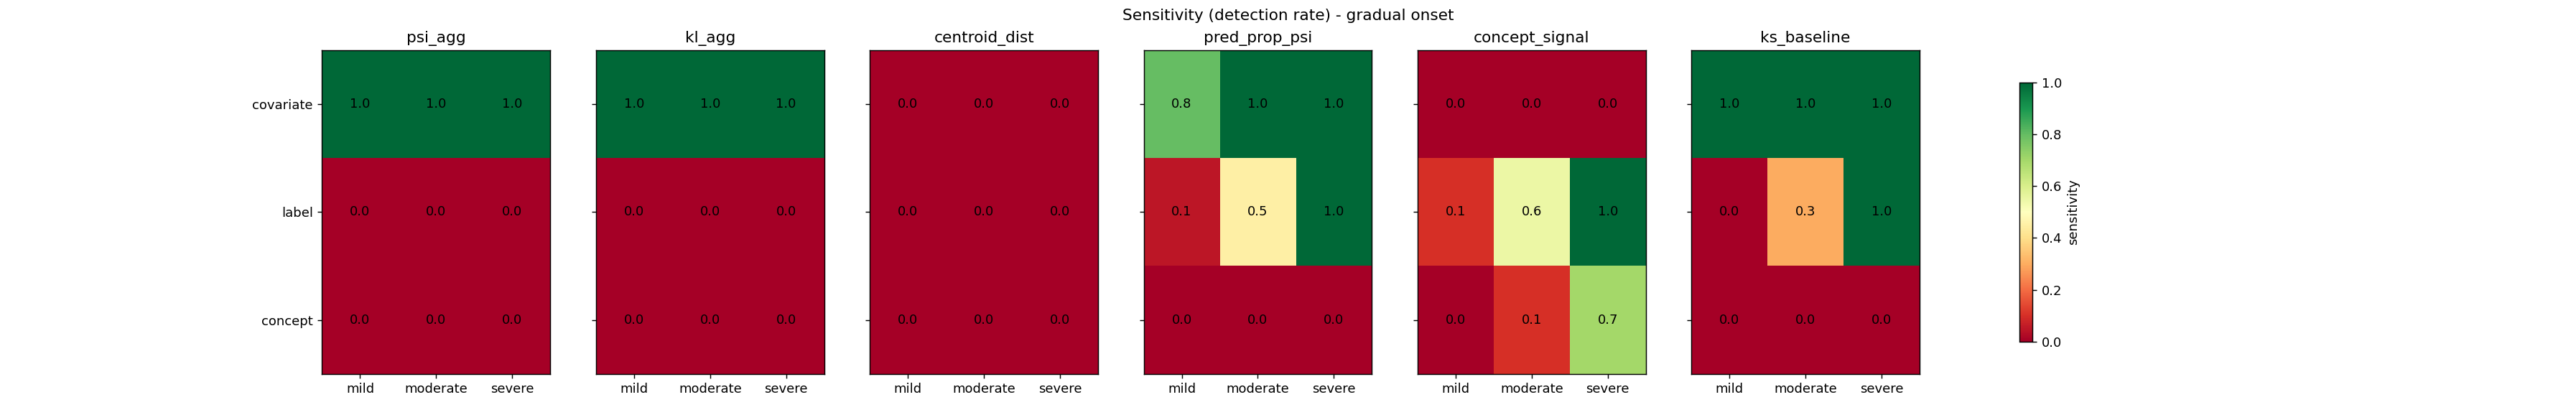 Sensitivity (detection rate) - gradual onset
psi_agg
kl_agg
centroid_dist
pred_prop_psi
concept_signal
ks_baseline
covariate
label
concept
1.0 1.0 1.0
0.0 0.0 0.0
0.0 0.0 0.0
mild moderate severe
1.0 1.0 1.0
0.0 0.0 0.0
0.0 0.0 0.0
mild moderate severe
0.0 0.0 0.0
0.0 0.0 0.0
0.0 0.0 0.0
mild moderate severe
0.8 1.0 1.0
0.1 0.5 1.0
0.0 0.0 0.0
mild moderate severe
0.0 0.0 0.0
0.1 0.6 1.0
0.0 0.1 0.7
mild moderate severe
1.0 1.0 1.0
0.0 0.3 1.0
0.0 0.0 0.0
mild moderate severe
1.0
0.8
0.6
0.4
0.2
0.0
sensitivity